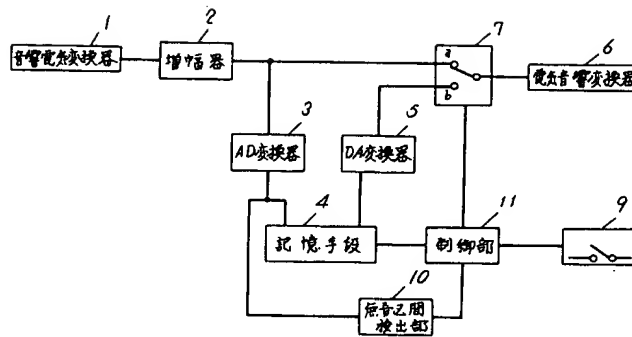 1
音響電気変換器
2
増幅器
7
a
b
6
電気音響変換器
3
AD変換器
5
DA変換器
4
記憶手段
11
制御部
9
10
無音区間
検出部